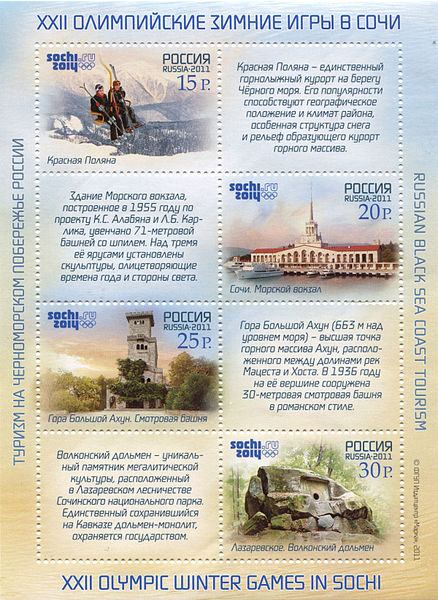 XXII ОЛИМПИЙСКИЕ ЗИМНИЕ ИГРЫ В СОЧИ
sochi.ru
2014
РОССИЯ
RUSSIA·2011
15 Р.
Красная Поляна
Красная Поляна – единственный
горнолыжный курорт на берегу
Чёрного моря. Его популярности
способствуют географическое
положение и климат района,
особенная структура снега
и рельеф образующего курорт
горного массива.
Здание Морского вокзала,
построенное в 1955 году по
проекту К.С. Алабяна и Л.Б. Кар-
лика, увенчано 71-метровой
башней со шпилем. Над тремя
её ярусами установлены
скульптуры, олицетворяющие
времена года и стороны света.
sochi.ru
2014
РОССИЯ
RUSSIA·2011
20 Р.
Сочи. Морской вокзал
sochi.ru
2014
РОССИЯ
RUSSIA·2011
25 Р.
Гора Большой Ахун. Смотровая башня
Гора Большой Ахун (663 м над
уровнем моря) – высшая точка
горного массива Ахун, располо-
женного между долинами рек
Мацеста и Хоста. В 1936 году
на её вершине сооружена
30-метровая смотровая башня
в романском стиле.
Волконский дольмен – уникаль-
ный памятник мегалитической
культуры, расположенный
в Лазаревском лесничестве
Сочинского национального парка.
Единственный сохранившийся
на Кавказе дольмен-монолит,
охраняется государством.
sochi.ru
2014
РОССИЯ
RUSSIA·2011
30 Р.
Лазаревское. Волконский дольмен
ТУРИЗМ НА ЧЕРНОМОРСКОМ ПОБЕРЕЖЬЕ РОССИИ
RUSSIAN BLACK SEA COAST TOURISM
© ФГУП Издатцентр «Марка». 2011
XXII OLYMPIC WINTER GAMES IN SOCHI